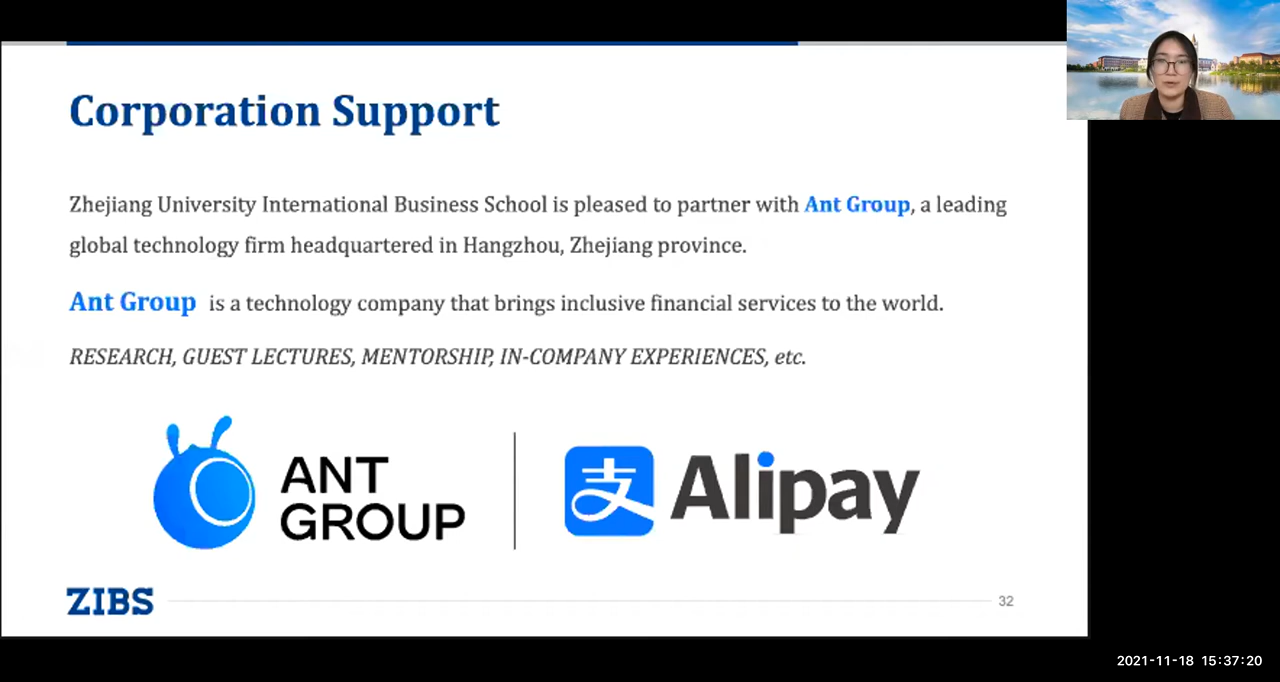 Corporation Support
Zhejiang University International Business School is pleased to partner with Ant Group, a leading
global technology firm headquartered in Hangzhou, Zhejiang province.
Ant Group is a technology company that brings inclusive financial services to the world.
RESEARCH, GUEST LECTURES, MENTORSHIP, IN-COMPANY EXPERIENCES, etc.
ANT
GROUP
支 Alipay
ZIBS
32
2021-11-18 15:37:20